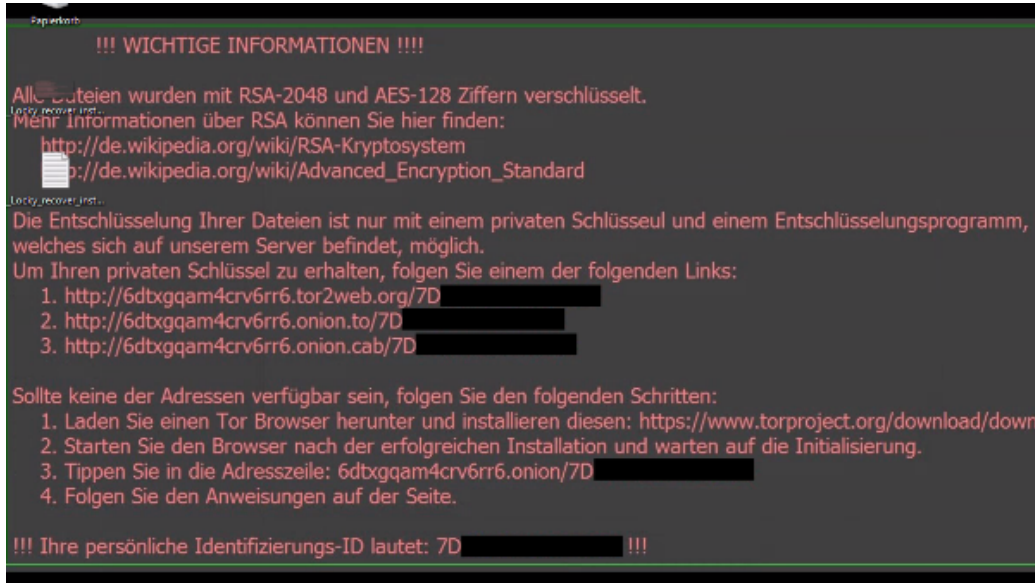 Papierkorb
!!! WICHTIGE INFORMATIONEN !!!!
Alle Dateien wurden mit RSA-2048 und AES-128 Ziffern verschlüsselt.
_Locky_recover_inst...
Mehr Informationen über RSA können Sie hier finden:
http://de.wikipedia.org/wiki/RSA-Kryptosystem
p://de.wikipedia.org/wiki/Advanced_Encryption_Standard
_Locky_recover_inst...
Die Entschlüsselung Ihrer Dateien ist nur mit einem privaten Schlüsseul und einem Entschlüsselungsprogramm,
welches sich auf unserem Server befindet, möglich.
Um Ihren privaten Schlüssel zu erhalten, folgen Sie einem der folgenden Links:
1. http://6dtxgqam4crv6rr6.tor2web.org/7D
2. http://6dtxgqam4crv6rr6.onion.to/7D
3. http://6dtxgqam4crv6rr6.onion.cab/7D
Sollte keine der Adressen verfügbar sein, folgen Sie den folgenden Schritten:
1. Laden Sie einen Tor Browser herunter und installieren diesen: https://www.torproject.org/download/down
2. Starten Sie den Browser nach der erfolgreichen Installation und warten auf die Initialisierung.
3. Tippen Sie in die Adresszeile: 6dtxgqam4crv6rr6.onion/7D
4. Folgen Sie den Anweisungen auf der Seite.
!!! Ihre persönliche Identifizierungs-ID lautet: 7D !!!